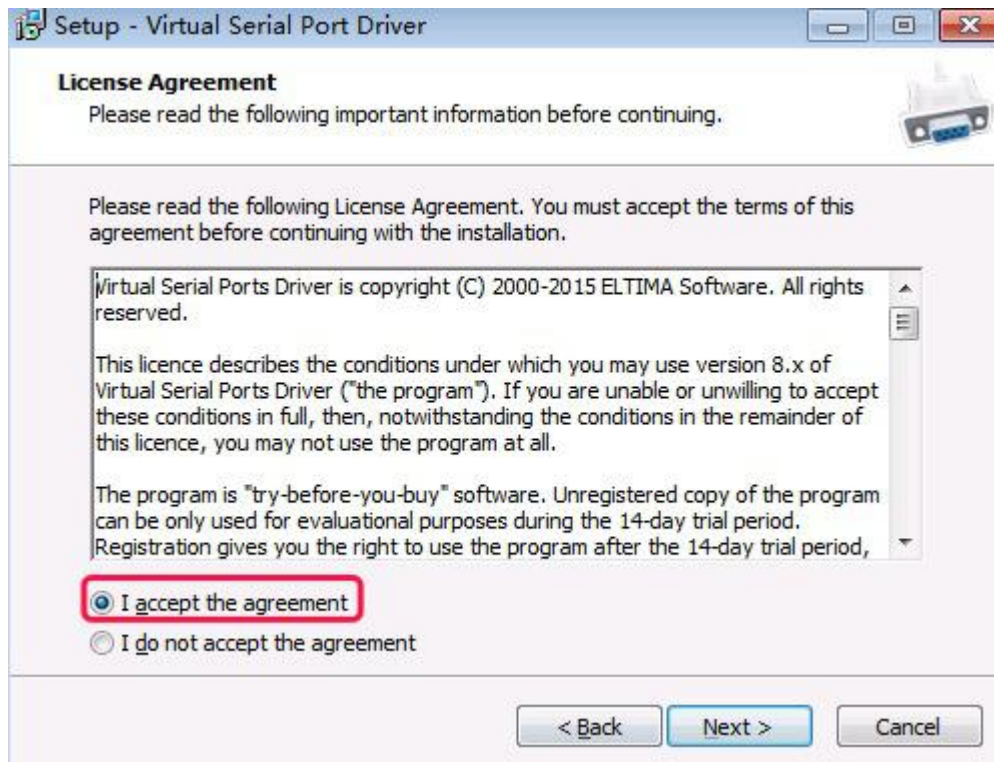 Setup - Virtual Serial Port Driver
License Agreement
Please read the following important information before continuing.
Please read the following License Agreement. You must accept the terms of this
agreement before continuing with the installation.
Virtual Serial Ports Driver is copyright (C) 2000-2015 ELTIMA Software. All rights
reserved.
This licence describes the conditions under which you may use version 8.x of
Virtual Serial Ports Driver ("the program"). If you are unable or unwilling to accept
these conditions in full, then, notwithstanding the conditions in the remainder of
this licence, you may not use the program at all.
The program is "try-before-you-buy" software. Unregistered copy of the program
can be only used for evaluational purposes during the 14-day trial period.
Registration gives you the right to use the program after the 14-day trial period,
I accept the agreement
I do not accept the agreement
< Back
Next >
Cancel